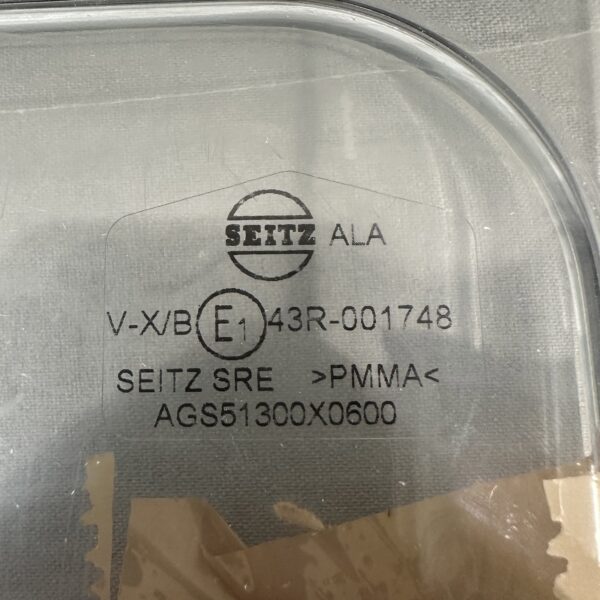 SEITZ ALA
V-X/B E1 43R-001748
SEITZ SRE >PMMA<
AGS51300X0600